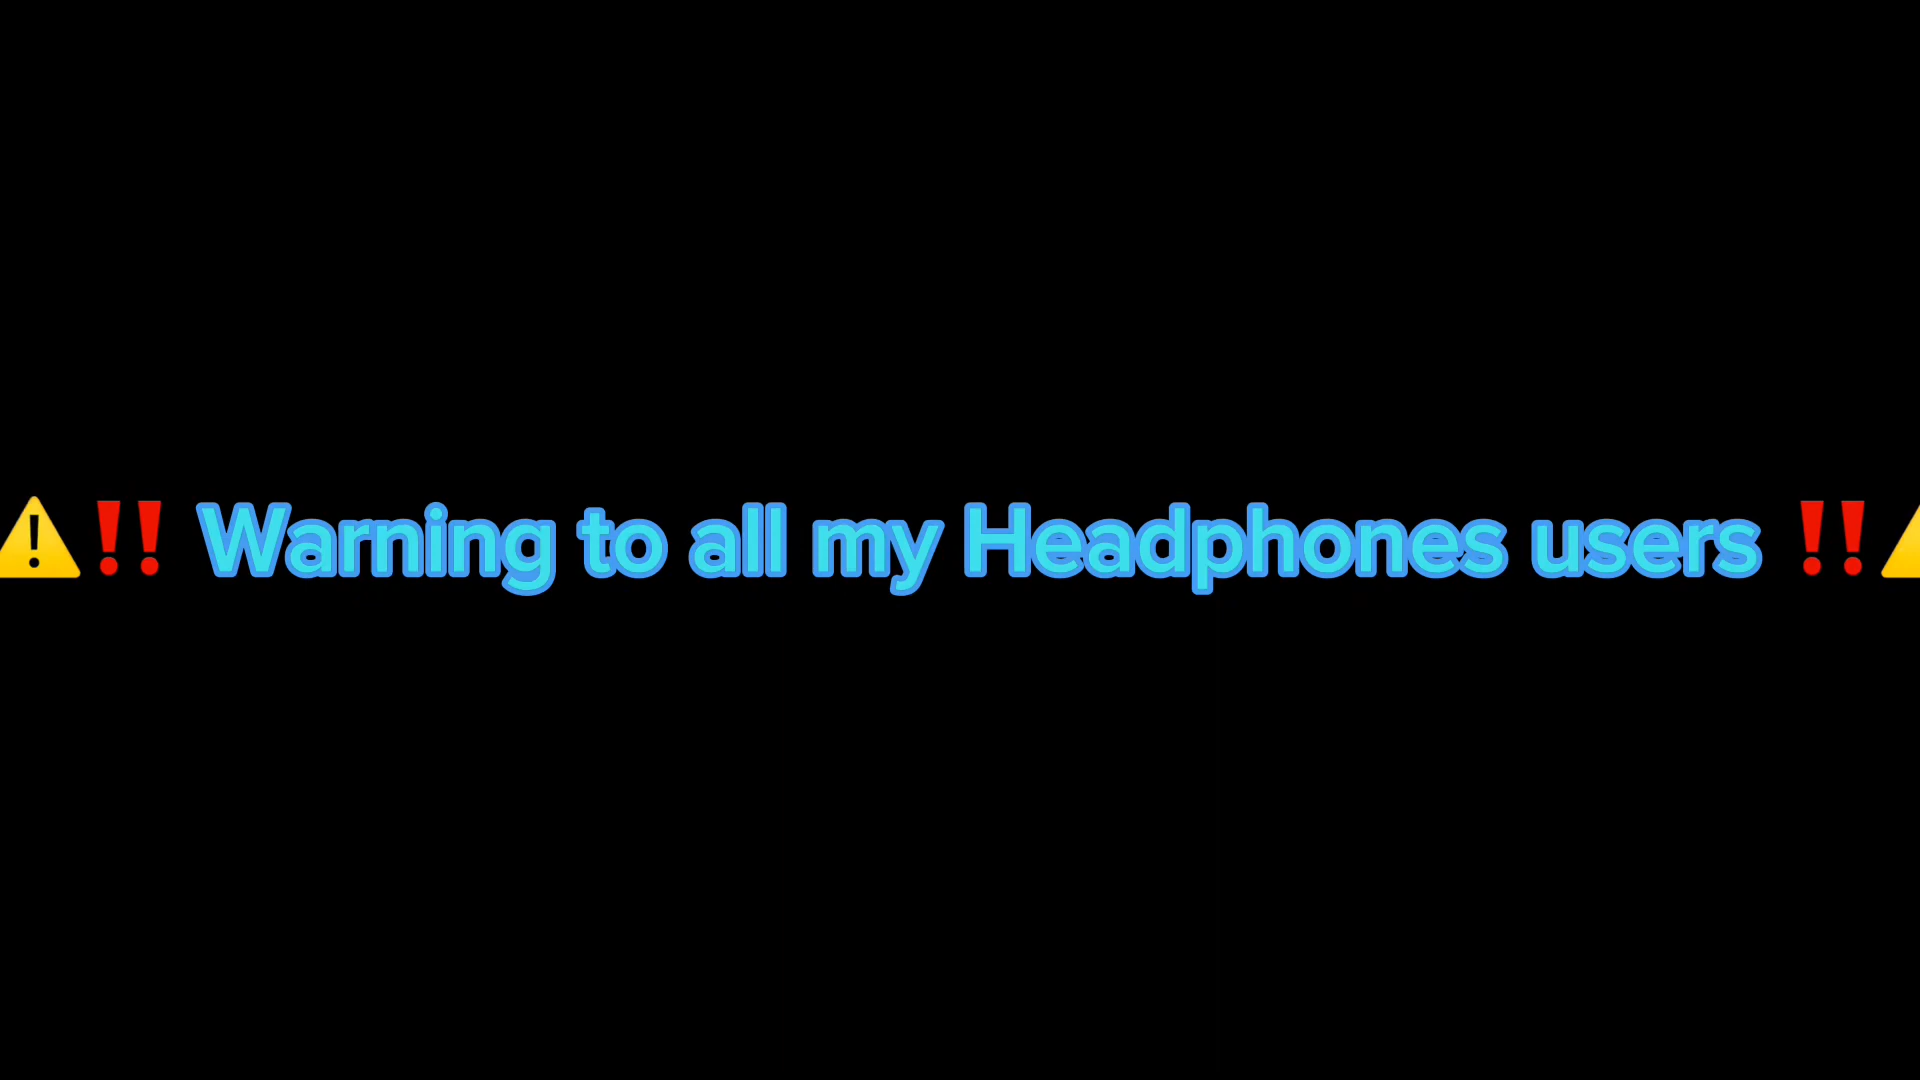 ⚠️‼️ Warning to all my Headphones users ‼️⚠️